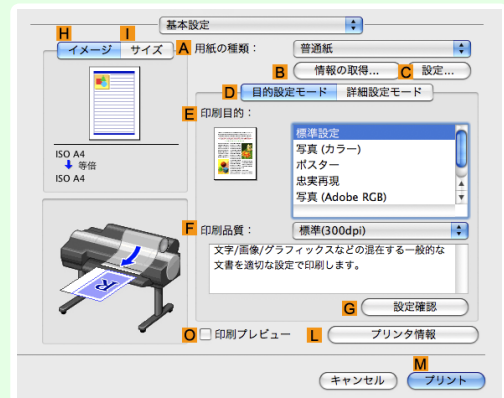 基本設定
H I
イメージ サイズ
A 用紙の種類： 普通紙
B 情報の取得... C 設定...
D 目的設定モード 詳細設定モード
E 印刷目的：
標準設定
写真 (カラー)
ポスター
忠実再現
写真 (Adobe RGB)
ISO A4
等倍
ISO A4
F 印刷品質： 標準(300dpi)
文字/画像/グラフィックスなどの混在する一般的な
文書を適切な設定で印刷します。
G 設定確認
O 印刷プレビュー L プリンタ情報
M
キャンセル プリント